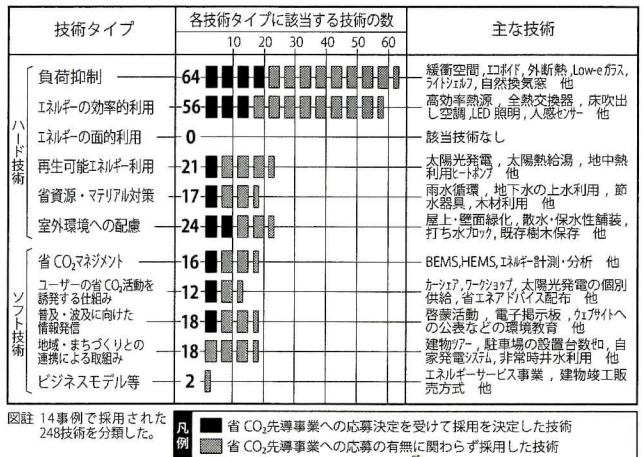 技術タイプ
各技術タイプに該当する技術の数
10 20 30 40 50 60
主な技術
ハード技術
負荷抑制
64
緩衝空間,エコボイド,外断熱,Low-eガラス,
ライトシェルフ,自然換気窓 他
エネルギーの効率的利用
56
高効率熱源,全熱交換器,床吹出
し空調,LED照明,人感センサー 他
エネルギーの面的利用
0
該当技術なし
再生可能エネルギー利用
21
太陽光発電,太陽熱給湯,地中熱
利用ヒートポンプ 他
省資源・マテリアル対策
17
雨水循環,地下水の上水利用,節
水器具,木材利用 他
室外環境への配慮
24
屋上・壁面緑化,散水・保水性舗装,
打ち水ブロック,既存樹木保存 他
ソフト技術
省CO₂マネジメント
16
BEMS,HEMS,エネルギー計測・分析 他
ユーザーの省CO₂活動を
誘発する仕組み
12
カーシェア,ワークショップ,太陽光発電の個別
供給,省エネアドバイス配布 他
普及・波及に向けた
情報発信
18
啓蒙活動,電子掲示板,ウェブサイトへ
の公表などの環境教育 他
地域・まちづくりとの
連携による取組み
18
建物ツアー,駐車場の設置台数ゼロ,自
家発電システム,非常時井水利用 他
ビジネスモデル等
2
エネルギーサービス事業,建物竣工販
売方式 他
図註 14事例で採用された
248技術を分類した。
凡例
省CO₂先導事業への応募決定を受けて採用を決定した技術
省CO₂先導事業への応募の有無に関わらず採用した技術